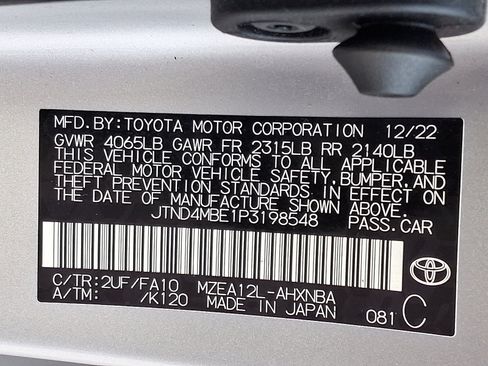 MFD.BY:TOYOTA MOTOR CORPORATION 12/22
GVWR 4065LB GAWR FR 2315LB RR 2140LB
THIS VEHICLE CONFORMS TO ALL APPLICABLE
FEDERAL MOTOR VEHICLE SAFETY, BUMPER,AND
THEFT PREVENTION STANDARDS IN EFFECT ON
THE DATE OF MANUFACTURE SHOWN ABOVE.
JTND4MBE1P3198548 PASS.CAR
C/TR:2UF/FA10 MZEA12L-AHXNBA
A/TM: /K120 MADE IN JAPAN 081 C
TOYOTA